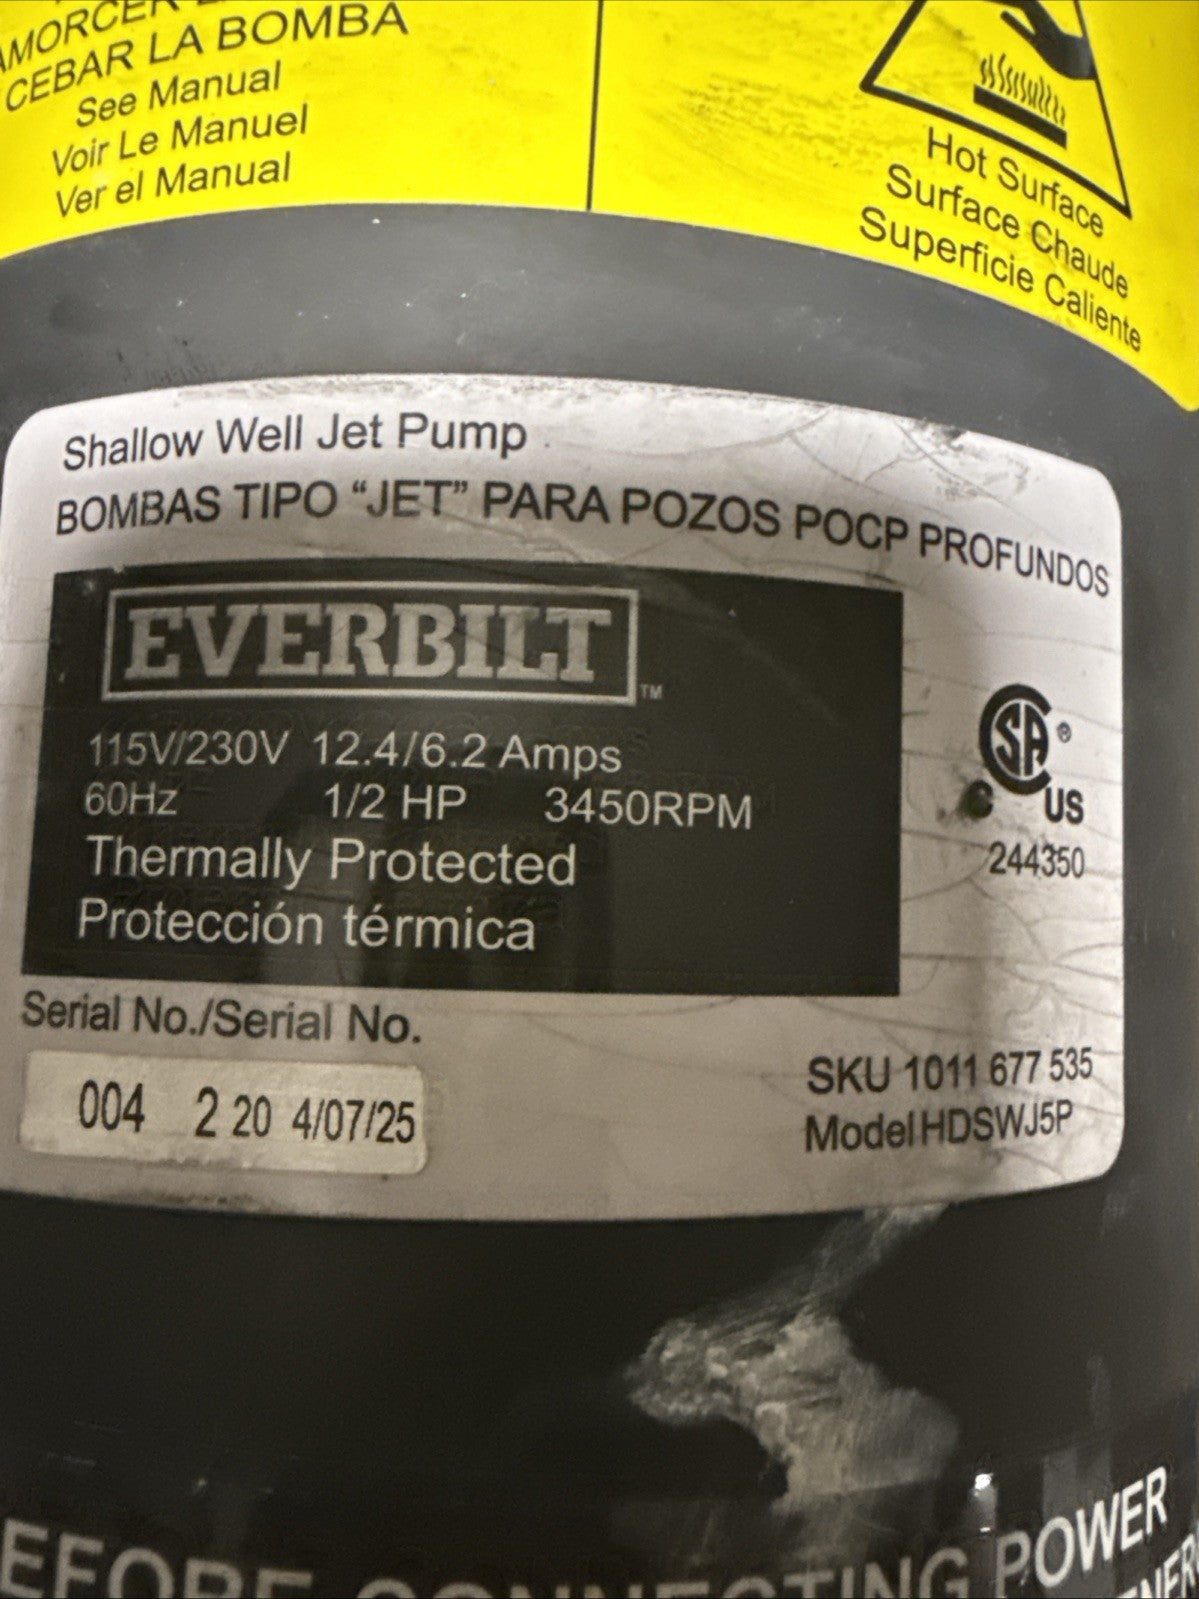 CEBAR LA BOMBA
See Manual
Voir Le Manuel
Ver el Manual
Hot Surface
Surface Chaude
Superficie Caliente
Shallow Well Jet Pump
BOMBAS TIPO “JET” PARA POZOS POCP PROFUNDOS
EVERBILT™
115V/230V 12.4/6.2 Amps
60Hz 1/2 HP 3450RPM
Thermally Protected
Protección térmica
SA®
C US
244350
Serial No./Serial No.
004 2 20 4/07/25
SKU 1011 677 535
Model HDSWJ5P
CONNECTING POWER